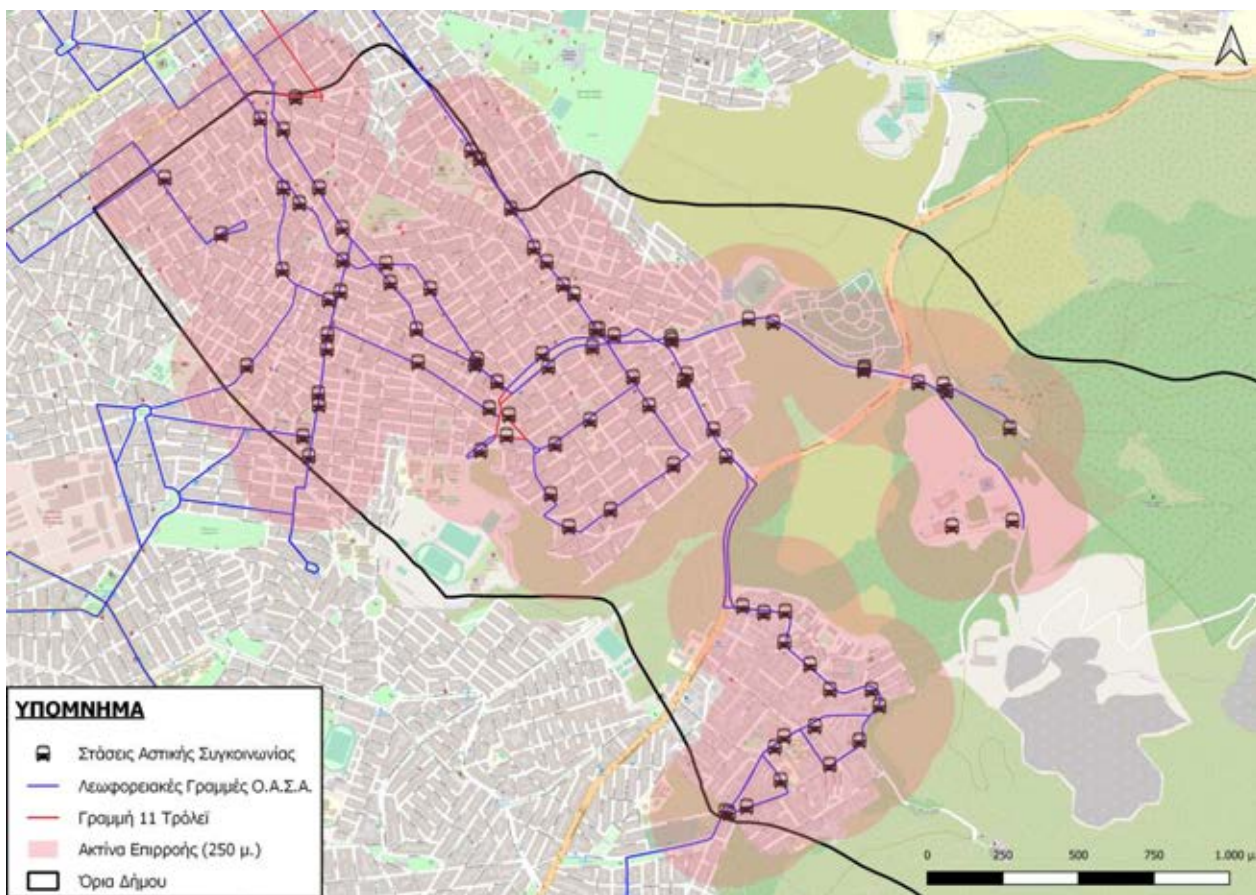 ΥΠΟΜΝΗΜΑ
Στάσεις Αστικής Συγκοινωνίας
Λεωφορειακές Γραμμές Ο.Α.Σ.Α.
Γραμμή 11 Τρόλεϊ
Ακτίνα Επιρροής (250 μ.)
Όρια Δήμου
0 250 500 750 1.000 μ.